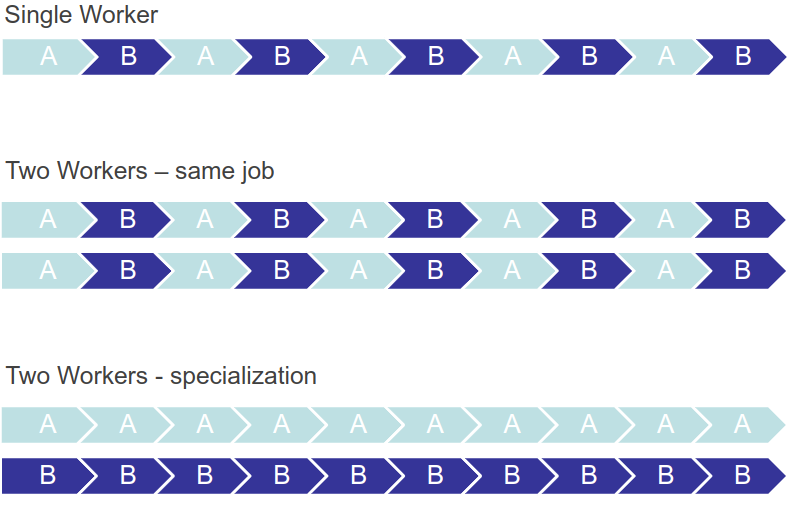 Single Worker
A B A B A B A B A B
Two Workers – same job
A B A B A B A B A B
A B A B A B A B A B
Two Workers - specialization
A A A A A A A A A A
B B B B B B B B B B